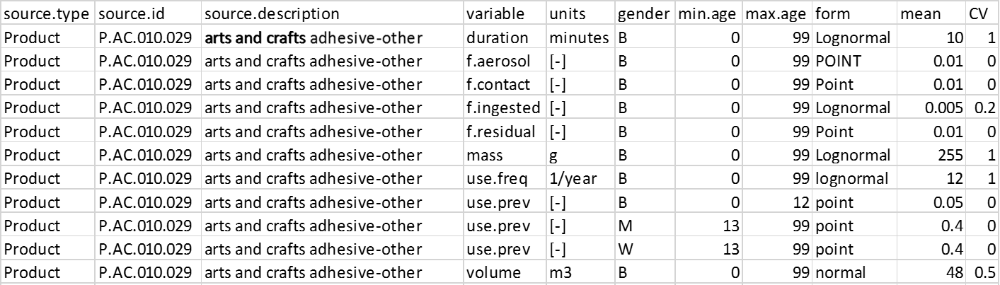 source.type source.id source.description variable units gender min.age max.age form mean CV
Product P.AC.010.029 arts and crafts adhesive-other duration minutes B 0 99 Lognormal 10 1
Product P.AC.010.029 arts and crafts adhesive-other f.aerosol [-] B 0 99 POINT 0.01 0
Product P.AC.010.029 arts and crafts adhesive-other f.contact [-] B 0 99 Point 0.01 0
Product P.AC.010.029 arts and crafts adhesive-other f.ingested [-] B 0 99 Lognormal 0.005 0.2
Product P.AC.010.029 arts and crafts adhesive-other f.residual [-] B 0 99 Point 0.01 0
Product P.AC.010.029 arts and crafts adhesive-other mass g B 0 99 Lognormal 255 1
Product P.AC.010.029 arts and crafts adhesive-other use.freq 1/year B 0 99 lognormal 12 1
Product P.AC.010.029 arts and crafts adhesive-other use.prev [-] B 0 12 point 0.05 0
Product P.AC.010.029 arts and crafts adhesive-other use.prev [-] M 13 99 point 0.4 0
Product P.AC.010.029 arts and crafts adhesive-other use.prev [-] W 13 99 point 0.4 0
Product P.AC.010.029 arts and crafts adhesive-other volume m3 B 0 99 normal 48 0.5